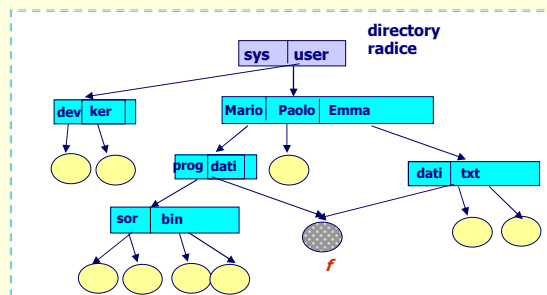 directory
radice
sys user
dev ker
Mario Paolo Emma
prog dati
dati txt
sor bin
f